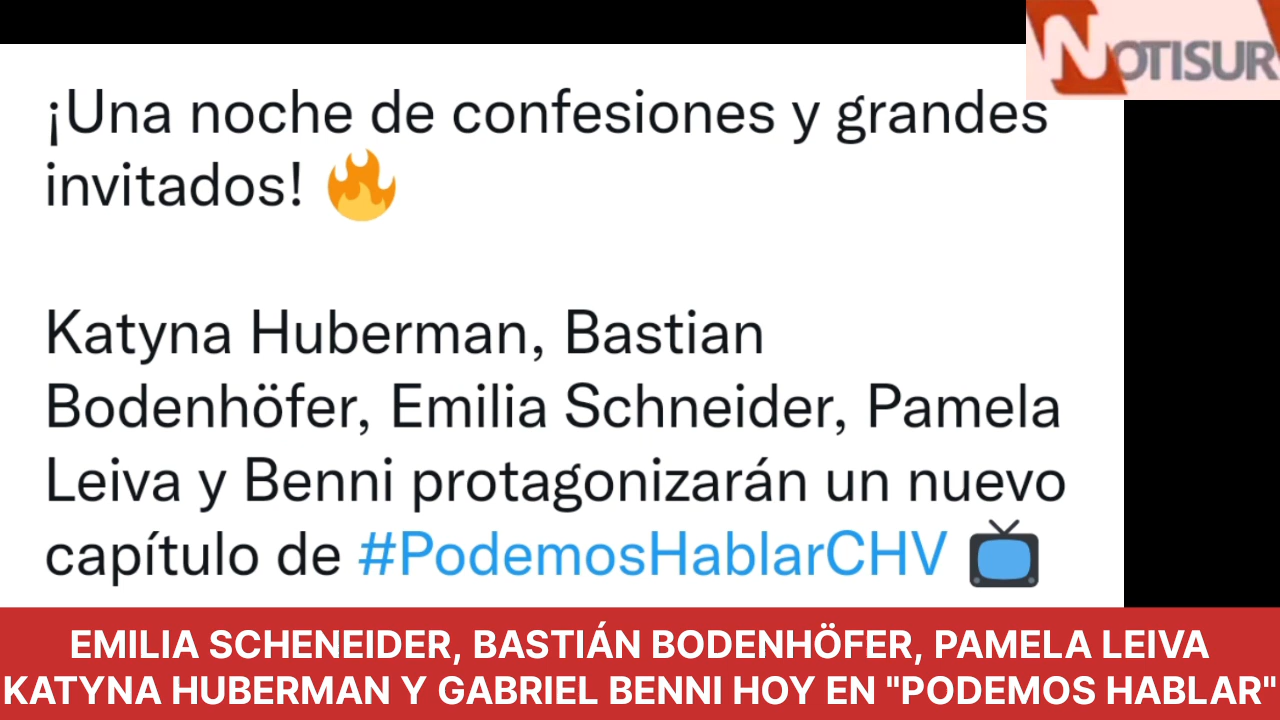 NOTISUR
¡Una noche de confesiones y grandes
invitados! 🔥
Katyna Huberman, Bastian
Bodenhöfer, Emilia Schneider, Pamela
Leiva y Benni protagonizarán un nuevo
capítulo de #PodemosHablarCHV 📺
EMILIA SCHENEIDER, BASTIÁN BODENHÖFER, PAMELA LEIVA
KATYNA HUBERMAN Y GABRIEL BENNI HOY EN "PODEMOS HABLAR"